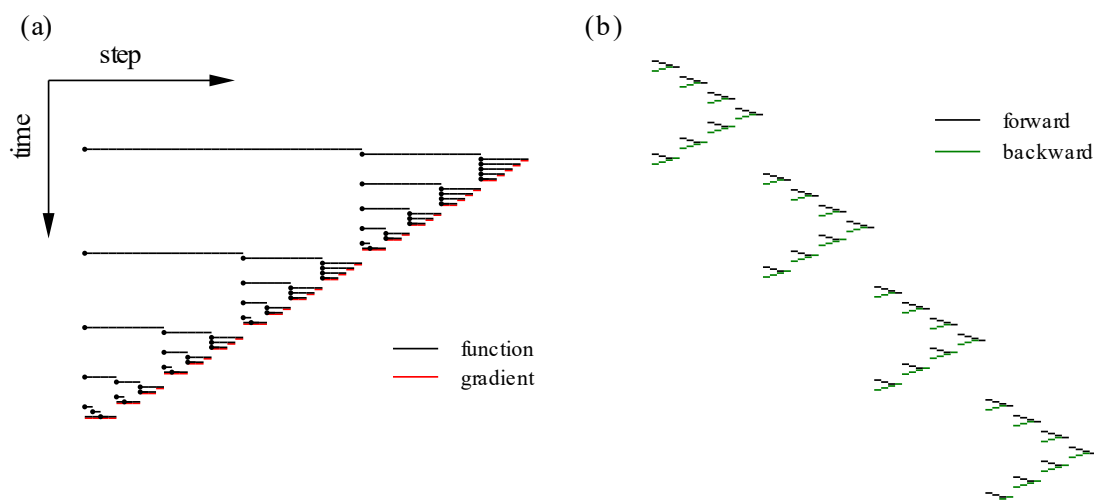 (a)
step
time
function
gradient
(b)
forward
backward